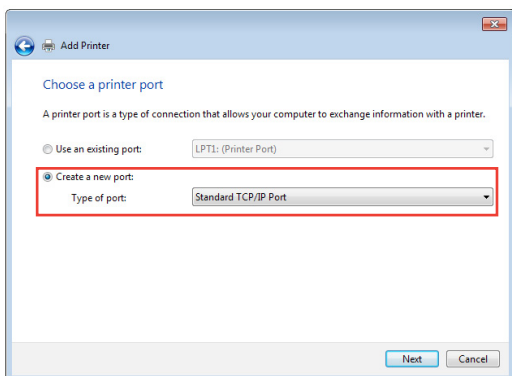 Add Printer
Choose a printer port
A printer port is a type of connection that allows your computer to exchange information with a printer.
Use an existing port: LPT1: (Printer Port)
Create a new port:
Type of port: Standard TCP/IP Port
Next Cancel